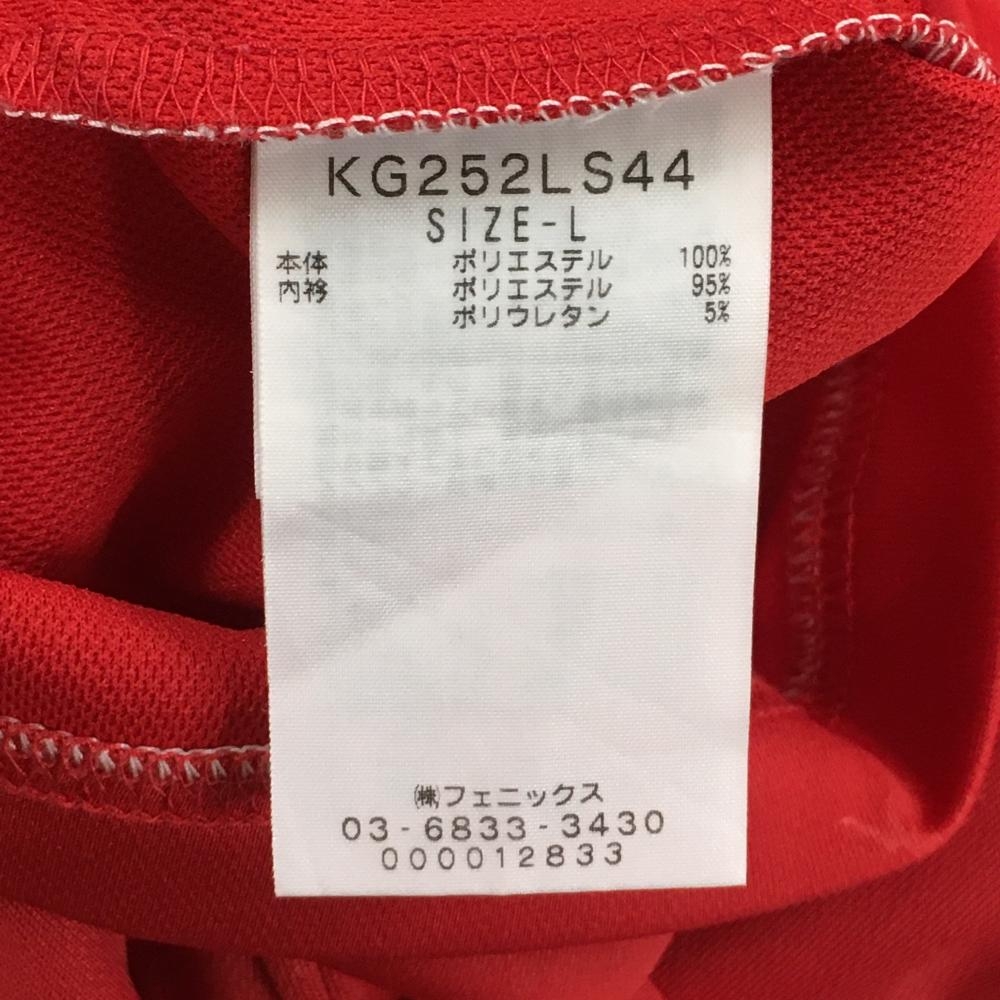 KG252LS44
SIZE-L
本体 ポリエステル 100%
内衿 ポリエステル 95%
ポリウレタン 5%
㈱フェニックス
03-6833-3430
000012833